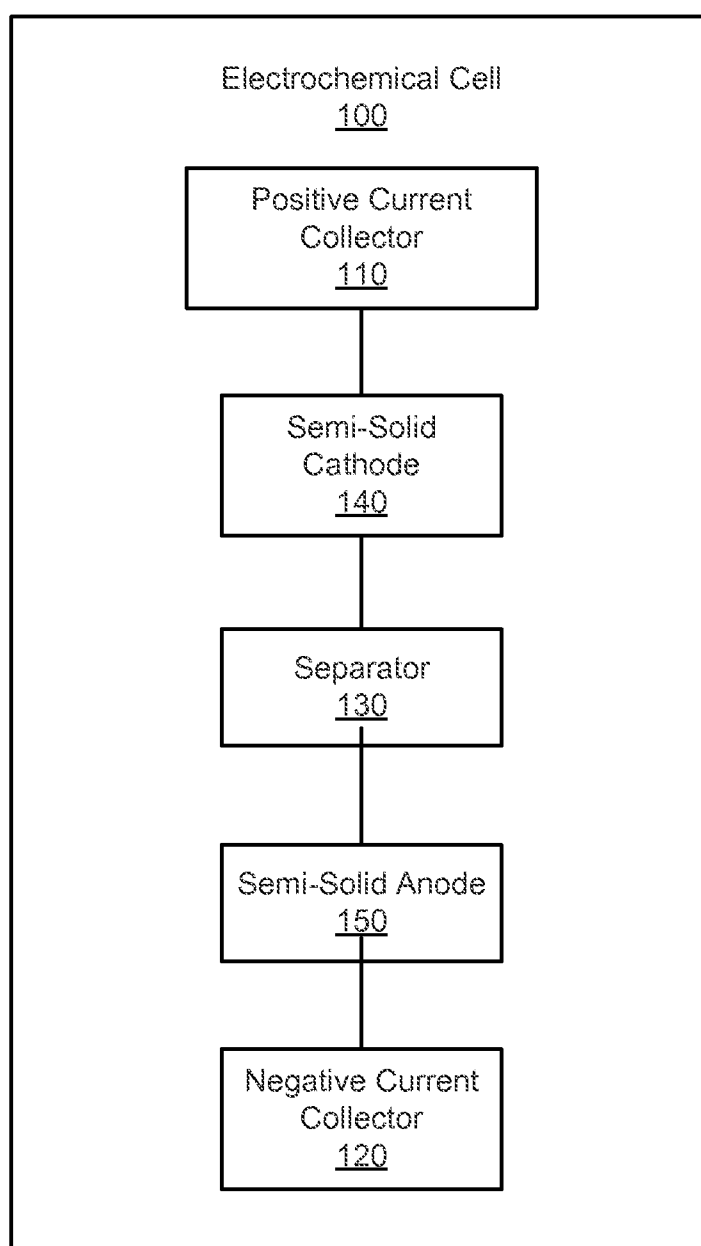 Electrochemical Cell
100
Positive Current
Collector
110
Semi-Solid
Cathode
140
Separator
130
Semi-Solid Anode
150
Negative Current
Collector
120